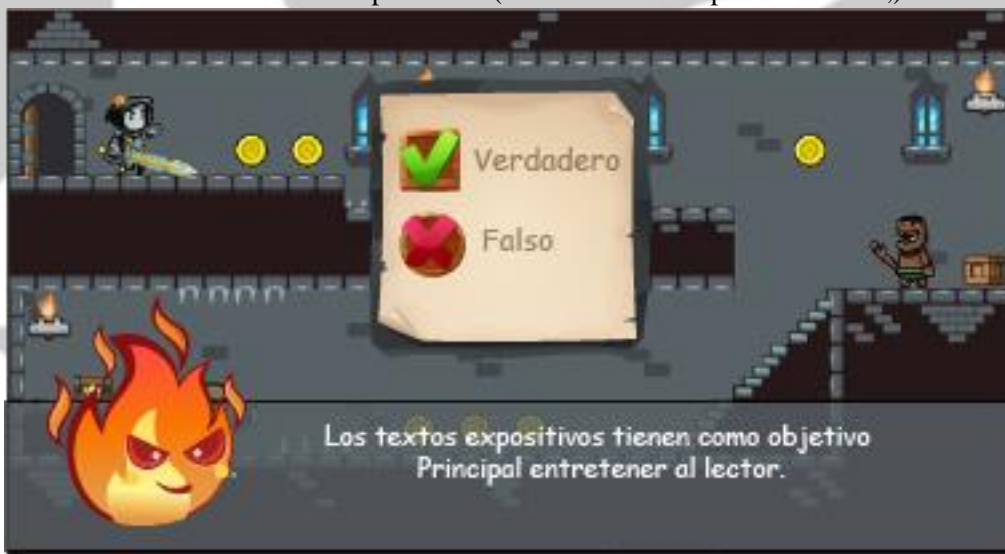 Verdadero
Falso
Los textos expositivos tienen como objetivo
Principal entretener al lector.